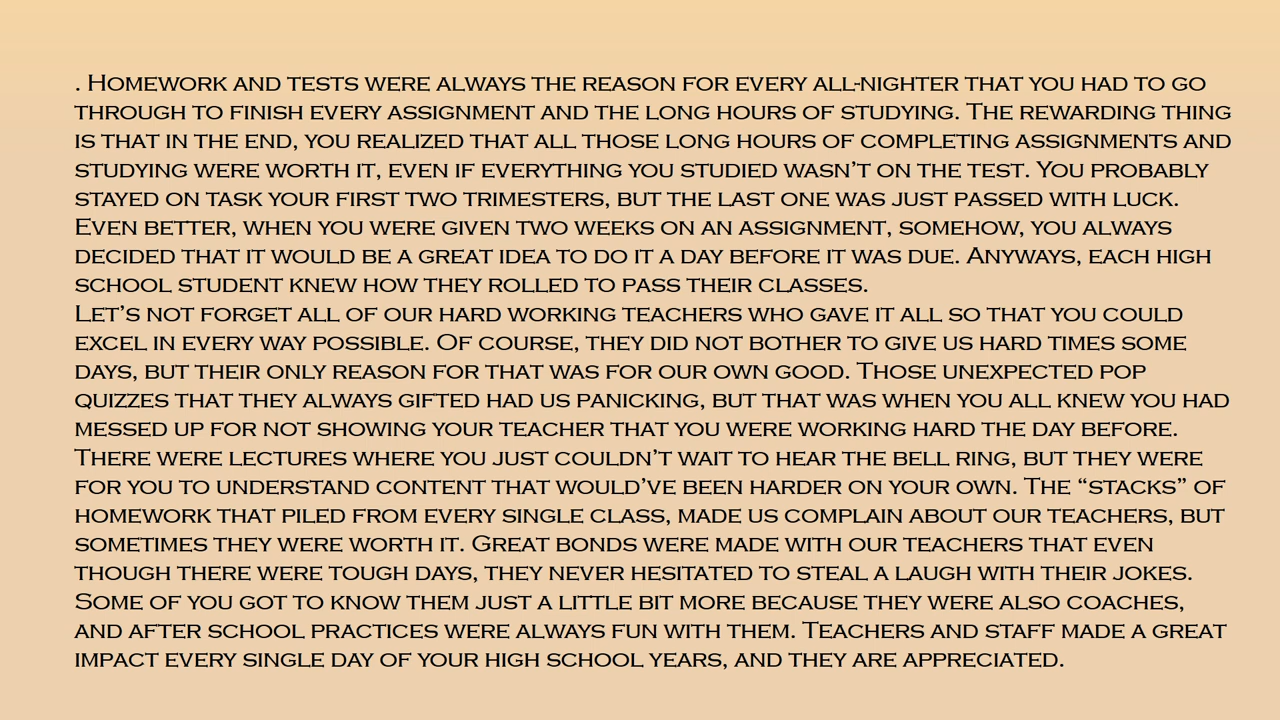 . Homework and tests were always the reason for every all-nighter that you had to go
through to finish every assignment and the long hours of studying. The rewarding thing
is that in the end, you realized that all those long hours of completing assignments and
studying were worth it, even if everything you studied wasn’t on the test. You probably
stayed on task your first two trimesters, but the last one was just passed with luck.
Even better, when you were given two weeks on an assignment, somehow, you always
decided that it would be a great idea to do it a day before it was due. Anyways, each high
school student knew how they rolled to pass their classes.
Let’s not forget all of our hard working teachers who gave it all so that you could
excel in every way possible. Of course, they did not bother to give us hard times some
days, but their only reason for that was for our own good. Those unexpected pop
quizzes that they always gifted had us panicking, but that was when you all knew you had
messed up for not showing your teacher that you were working hard the day before.
There were lectures where you just couldn’t wait to hear the bell ring, but they were
for you to understand content that would’ve been harder on your own. The “stacks” of
homework that piled from every single class, made us complain about our teachers, but
sometimes they were worth it. Great bonds were made with our teachers that even
though there were tough days, they never hesitated to steal a laugh with their jokes.
Some of you got to know them just a little bit more because they were also coaches,
and after school practices were always fun with them. Teachers and staff made a great
impact every single day of your high school years, and they are appreciated.